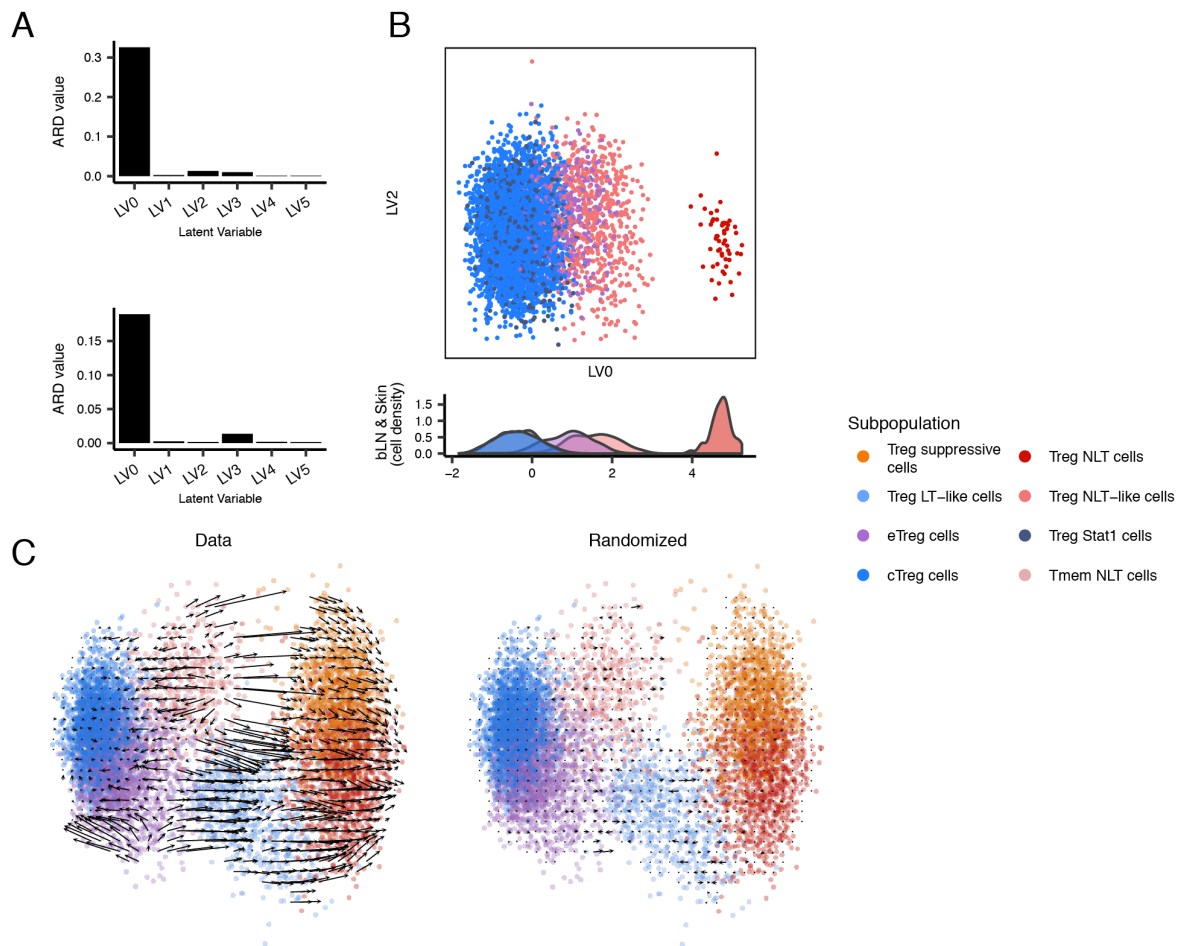 A
ARD value
0.3
0.2
0.1
0.0
LV0
LV1
LV2
LV3
LV4
LV5
Latent Variable
ARD value
0.15
0.10
0.05
0.00
LV0
LV1
LV2
LV3
LV4
LV5
Latent Variable
B
LV2
LV0
bLN & Skin
(cell density)
1.5
1.0
0.5
0.0
−2
0
2
4
Subpopulation
Treg suppressive
cells
Treg LT−like cells
eTreg cells
cTreg cells
Treg NLT cells
Treg NLT−like cells
Treg Stat1 cells
Tmem NLT cells
C
Data
Randomized